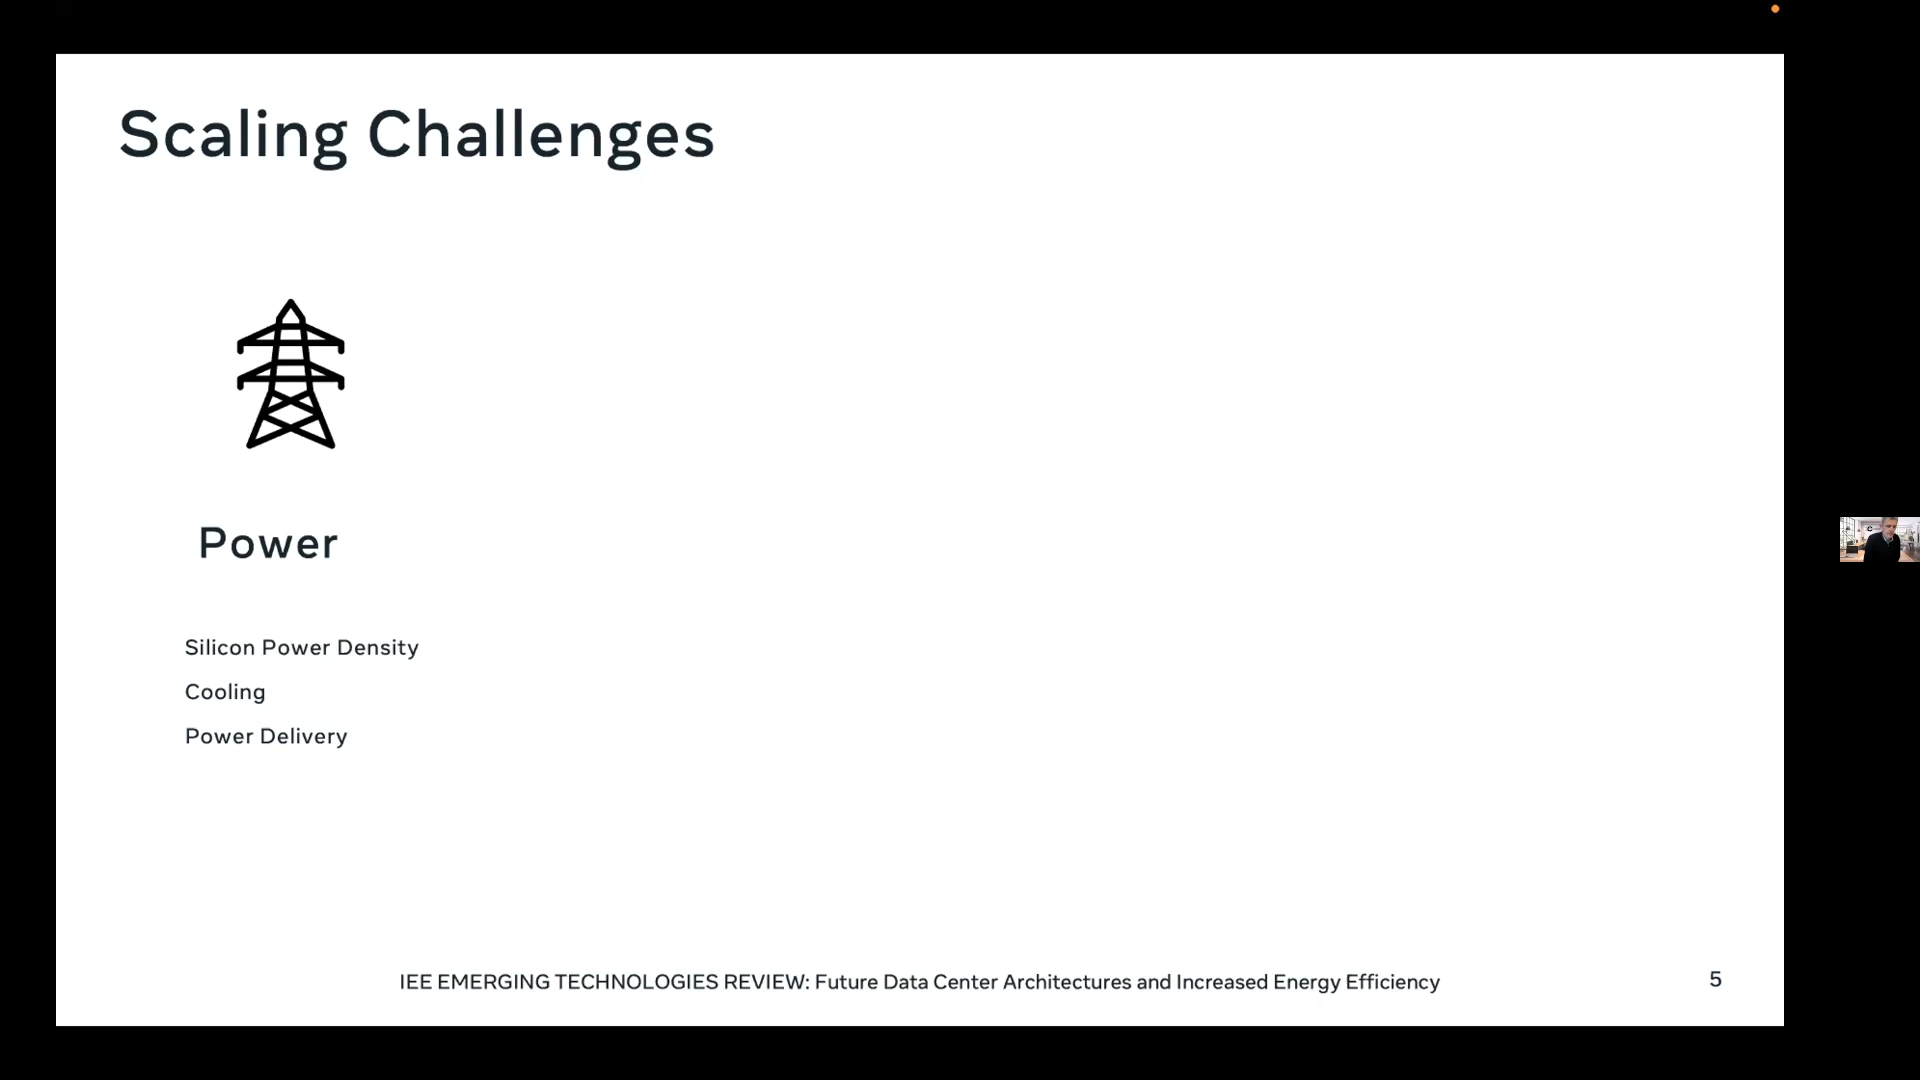 Scaling Challenges
Power
Silicon Power Density
Cooling
Power Delivery
IEE EMERGING TECHNOLOGIES REVIEW: Future Data Center Architectures and Increased Energy Efficiency
5